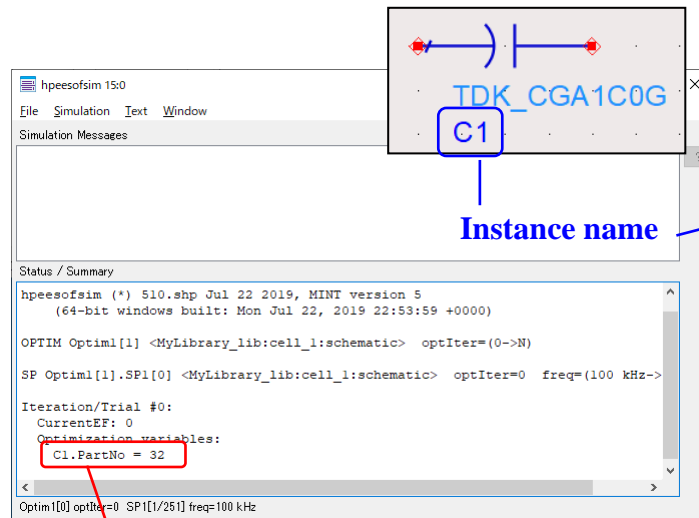 TDK_CGA1C0G
C1
Instance name
hpeesofsim 15:0
File Simulation Text Window
Simulation Messages
Status / Summary
hpeesofsim (*) 510.shp Jul 22 2019, MINT version 5
(64-bit windows built: Mon Jul 22, 2019 22:53:59 +0000)
OPTIM Optim1[1] <MyLibrary_lib:cell_1:schematic> optIter=(0->N)
SP Optim1[1].SP1[0] <MyLibrary_lib:cell_1:schematic> optIter=0 freq=(100 kHz->
Iteration/Trial #0:
CurrentEF: 0
Optimization variables:
C1.PartNo = 32
Optim1[0] optIter=0 SP1[1/251] freq=100 kHz